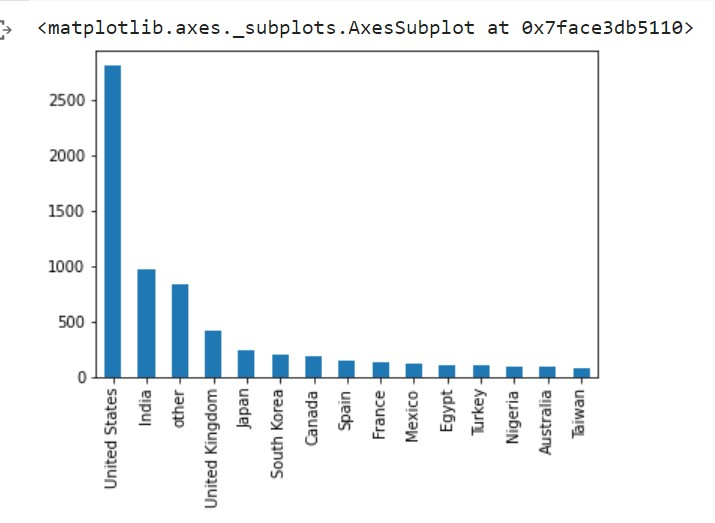 <matplotlib.axes._subplots.AxesSubplot at 0x7face3db5110>
2500
2000
1500
1000
500
0
United States
India
other
United Kingdom
Japan
South Korea
Canada
Spain
France
Mexico
Egypt
Turkey
Nigeria
Australia
Taiwan